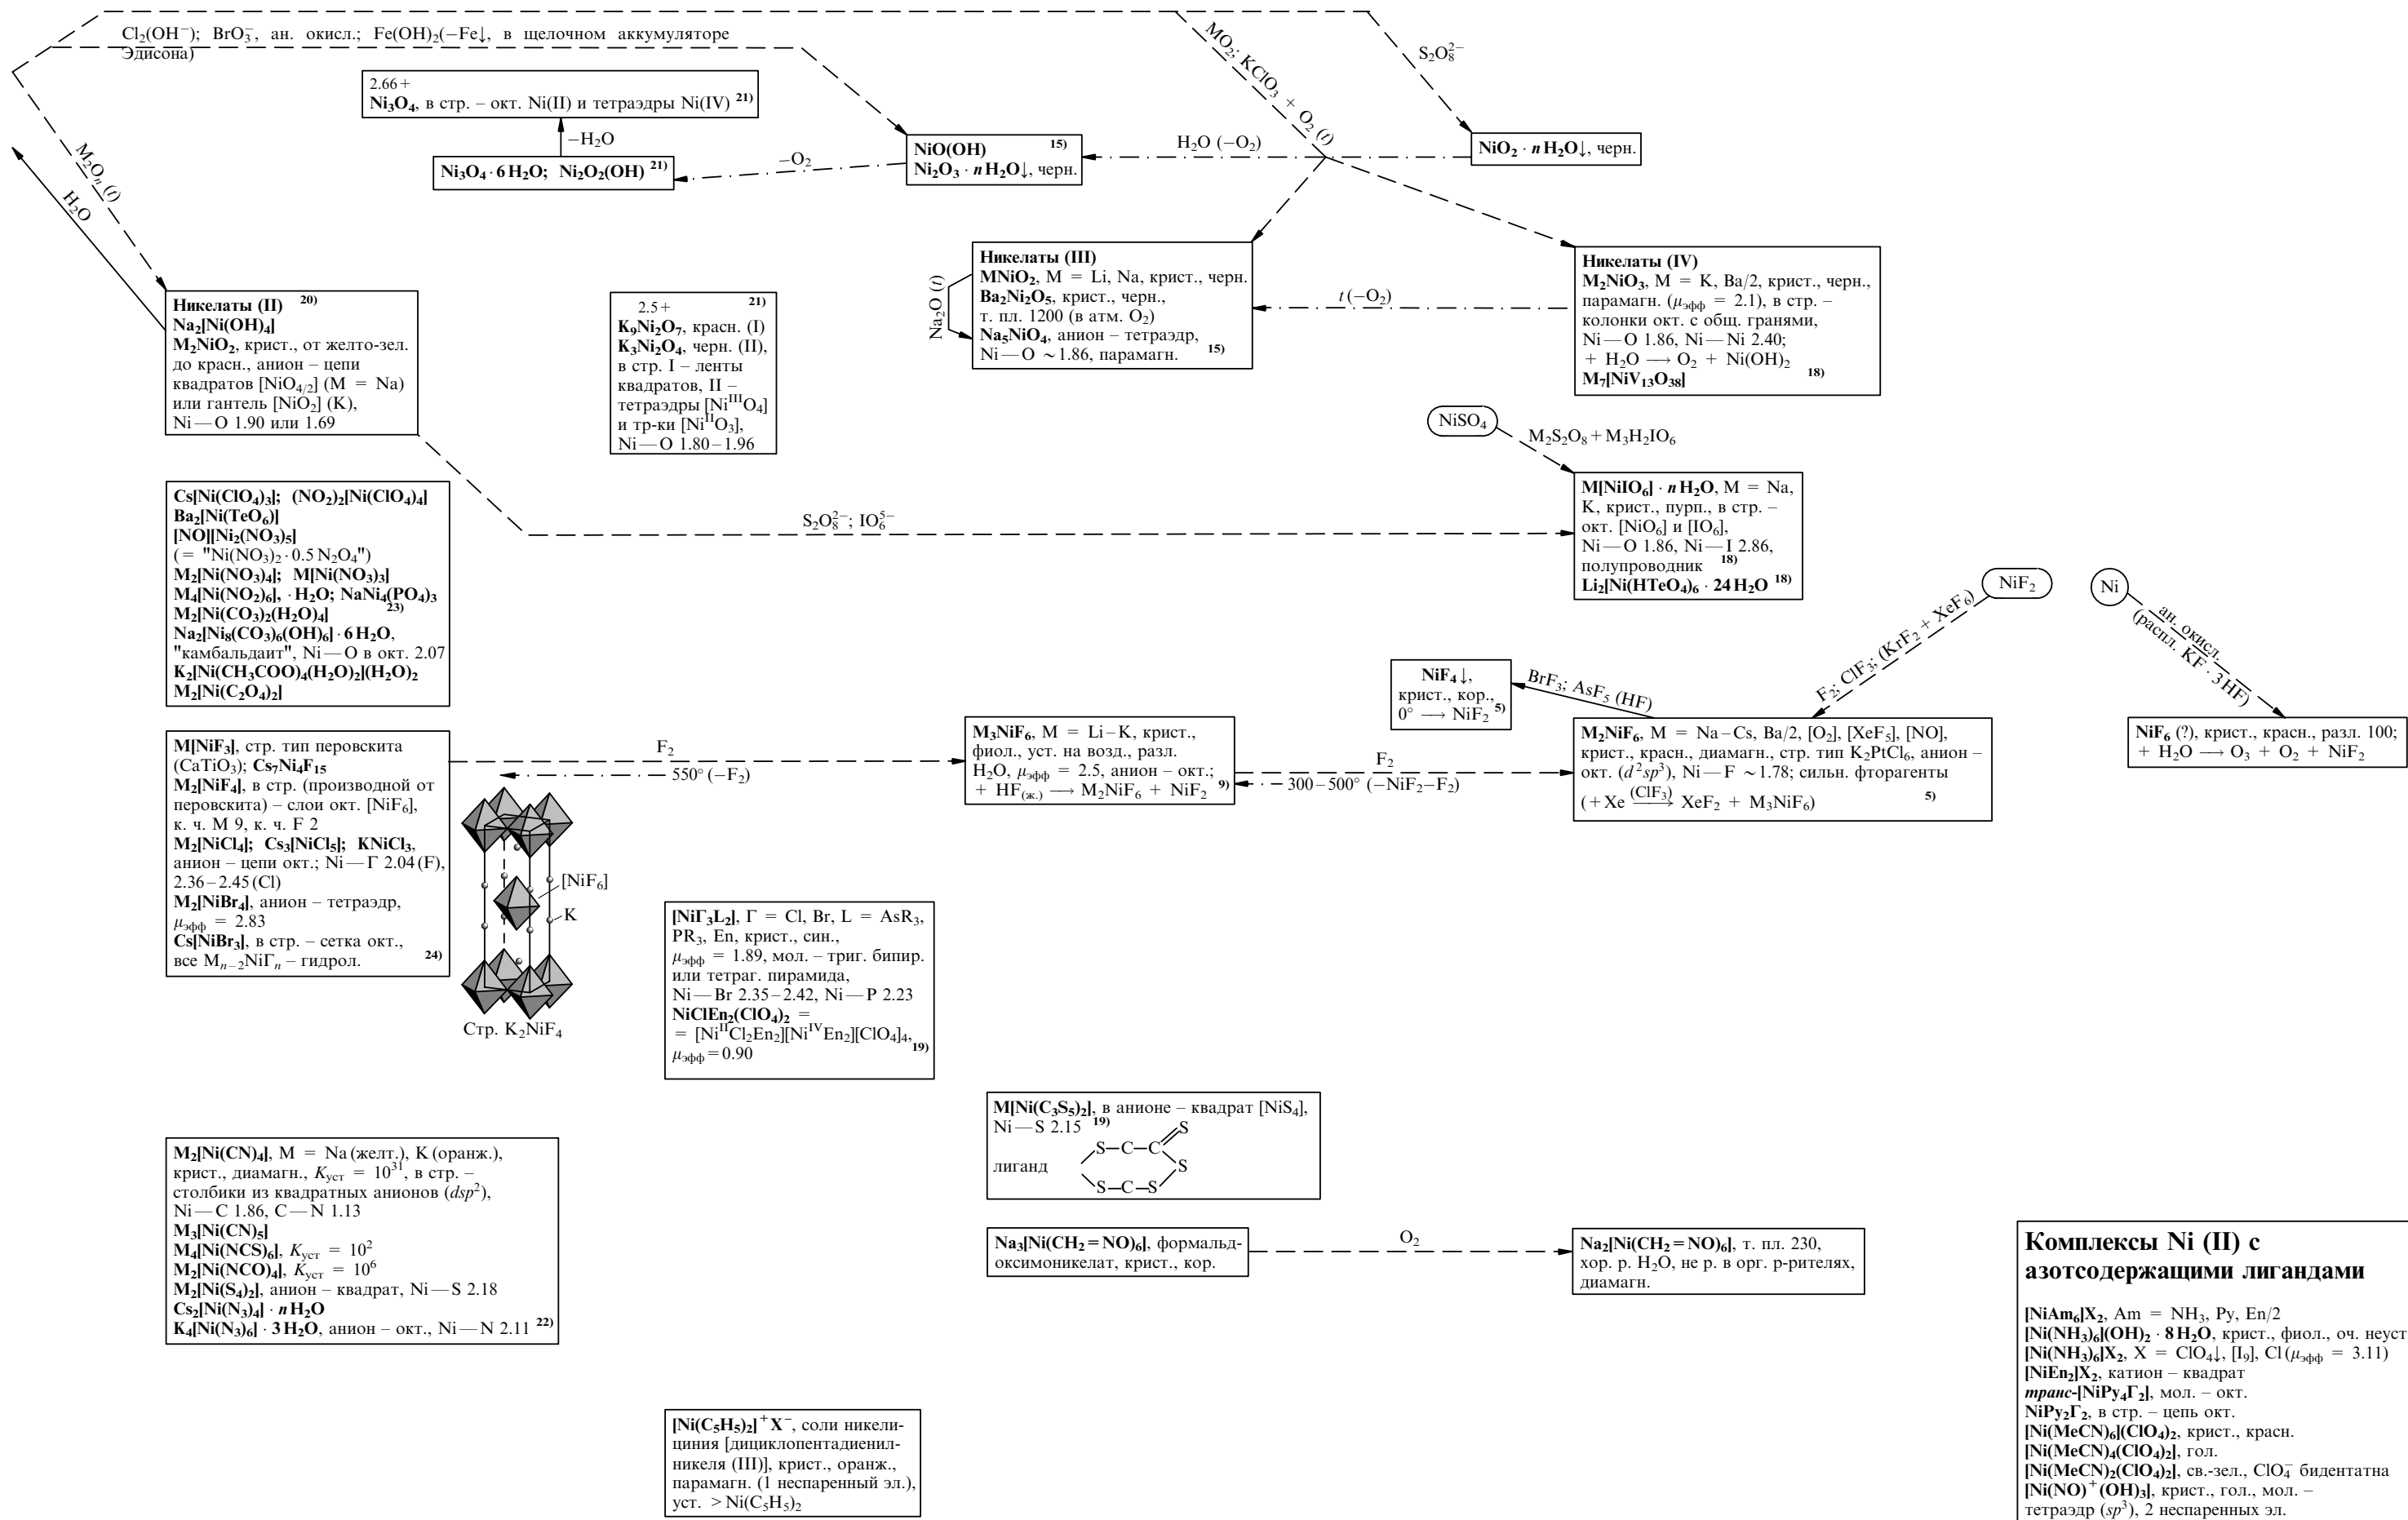 Cl₂(OH⁻); BrO₃⁻, ан. окисл.; Fe(OH)₂(−Fe↓, в щелочном аккумуляторе
Эдисона)
MO₂; KClO₃ + O₂ (t)
S₂O₈²⁻
2.66+
Ni₃O₄, в стр. – окт. Ni(II) и тетраэдры Ni(IV) 21)
−H₂O
Ni₃O₄ · 6 H₂O; Ni₂O₂(OH) 21)
−O₂
NiO(OH) 15)
Ni₂O₃ · n H₂O↓, черн.
H₂O (−O₂)
NiO₂ · n H₂O↓, черн.
M₂Oₙ (t)
H₂O
Никелаты (II) 20)
Na₂[Ni(OH)₄]
M₂NiO₂, крист., от желто-зел.
до красн., анион – цепи
квадратов [NiO₄/₂] (M = Na)
или гантель [NiO₂] (K),
Ni—O 1.90 или 1.69
2.5+ 21)
K₉Ni₂O₇, красн. (I)
K₃Ni₂O₄, черн. (II),
в стр. I – ленты
квадратов, II –
тетраэдры [NiᴵᴵᴵO₄]
и тр-ки [NiᴵᴵO₃],
Ni—O 1.80–1.96
Na₂O (t)
Никелаты (III)
MNiO₂, M = Li, Na, крист., черн.
Ba₂Ni₂O₅, крист., черн.,
т. пл. 1200 (в атм. O₂)
Na₅NiO₄, анион – тетраэдр,
Ni—O ~1.86, парамагн. 15)
t (−O₂)
Никелаты (IV)
M₂NiO₃, M = K, Ba/2, крист., черн.,
парамагн. (μэфф = 2.1), в стр. –
колонки окт. с общ. гранями,
Ni—O 1.86, Ni—Ni 2.40;
+ H₂O ⟶ O₂ + Ni(OH)₂
M₇[NiV₁₃O₃₈] 18)
NiSO₄
M₂S₂O₈ + M₃H₂IO₆
S₂O₈²⁻; IO₆⁵⁻
M[NiIO₆] · n H₂O, M = Na,
K, крист., пурп., в стр. –
окт. [NiO₆] и [IO₆],
Ni—O 1.86, Ni—I 2.86,
полупроводник 18)
Li₂[Ni(HTeO₄)₆ · 24 H₂O 18)
Cs[Ni(ClO₄)₃]; (NO₂)₂[Ni(ClO₄)₄]
Ba₂[Ni(TeO₆)]
[NO][Ni₂(NO₃)₅]
(= "Ni(NO₃)₂ · 0.5 N₂O₄")
M₂[Ni(NO₃)₄]; M[Ni(NO₃)₃]
M₄[Ni(NO₂)₆], · H₂O; NaNi₄(PO₄)₃
M₂[Ni(CO₃)₂(H₂O)₄] 23)
Na₂[Ni₈(CO₃)₆(OH)₆] · 6 H₂O,
"камбальдаит", Ni—O в окт. 2.07
K₂[Ni(CH₃COO)₄(H₂O)₂](H₂O)₂
M₂[Ni(C₂O₄)₂]
NiF₂
Ni
F₂; ClF₃; (KrF₂ + XeF₆)
ан. окисл.
(распл. KF · 3HF)
NiF₄↓,
крист., кор.,
0° ⟶ NiF₂ 5)
BrF₃; AsF₅ (HF)
M[NiF₃], стр. тип перовскита
(CaTiO₃); Cs₇Ni₄F₁₅
M₂[NiF₄], в стр. (производной от
перовскита) – слои окт. [NiF₆],
к. ч. M 9, к. ч. F 2
M₂[NiCl₄]; Cs₃[NiCl₅]; KNiCl₃,
анион – цепи окт.; Ni—Г 2.04 (F),
2.36–2.45 (Cl)
M₂[NiBr₄], анион – тетраэдр,
μэфф = 2.83
Cs[NiBr₃], в стр. – сетка окт.,
все Mₙ₋₂NiГₙ – гидрол. 24)
F₂
550° (−F₂)
M₃NiF₆, M = Li–K, крист.,
фиол., уст. на возд., разл.
H₂O, μэфф = 2.5, анион – окт.;
+ HF(ж.) ⟶ M₂NiF₆ + NiF₂ 9)
F₂
300–500° (−NiF₂−F₂)
M₂NiF₆, M = Na–Cs, Ba/2, [O₂], [XeF₅], [NO],
крист., красн., диамагн., стр. тип K₂PtCl₆, анион –
окт. (d²sp³), Ni—F ~1.78; сильн. фторагенты
(+Xe (ClF₃)⟶ XeF₂ + M₃NiF₆) 5)
NiF₆ (?), крист., красн., разл. 100;
+ H₂O ⟶ O₃ + O₂ + NiF₂
[NiF₆]
K
Стр. K₂NiF₄
[NiГ₃L₂], Г = Cl, Br, L = AsR₃,
PR₃, En, крист., син.,
μэфф = 1.89, мол. – триг. бипир.
или тетраг. пирамида,
Ni—Br 2.35–2.42, Ni—P 2.23
NiClEn₂(ClO₄)₂ =
= [NiᴵᴵCl₂En₂][NiᴵⱽEn₂][ClO₄]₄, 19)
μэфф = 0.90
M[Ni(C₃S₅)₂], в анионе – квадрат [NiS₄],
Ni—S 2.15 19)
S
S—C—C
лиганд
S
S—C—S
M₂[Ni(CN)₄], M = Na (желт.), K (оранж.),
крист., диамагн., Kуст = 10³¹, в стр. –
столбики из квадратных анионов (dsp²),
Ni—C 1.86, C—N 1.13
M₃[Ni(CN)₅]
M₄[Ni(NCS)₆], Kуст = 10²
M₂[Ni(NCO)₄], Kуст = 10⁶
M₂[Ni(S₄)₂], анион – квадрат, Ni—S 2.18
Cs₂[Ni(N₃)₄] · n H₂O
K₄[Ni(N₃)₆] · 3 H₂O, анион – окт., Ni—N 2.11 22)
Na₃[Ni(CH₂=NO)₆], формальд-
оксимоникелат, крист., кор.
O₂
Na₂[Ni(CH₂=NO)₆], т. пл. 230,
хор. р. H₂O, не р. в орг. р-рителях,
диамагн.
[Ni(C₅H₅)₂]⁺X⁻, соли никели-
циния [дициклопентадиенил-
никеля (III)], крист., оранж.,
парамагн. (1 неспаренный эл.),
уст. > Ni(C₅H₅)₂
Комплексы Ni (II) с
азотсодержащими лигандами
[NiAm₆]X₂, Am = NH₃, Py, En/2
[Ni(NH₃)₆](OH)₂ · 8 H₂O, крист., фиол., оч. неуст
[Ni(NH₃)₆]X₂, X = ClO₄↓, [I₉], Cl (μэфф = 3.11)
[NiEn₂]X₂, катион – квадрат
транс-[NiPy₄Г₂], мол. – окт.
NiPy₂Г₂, в стр. – цепь окт.
[Ni(MeCN)₆](ClO₄)₂, крист., красн.
[Ni(MeCN)₄(ClO₄)₂], гол.
[Ni(MeCN)₂(ClO₄)₂], св.-зел., ClO₄⁻ бидентатна
[Ni(NO)⁺(OH)₃], крист., гол., мол. –
тетраэдр (sp³), 2 неспаренных эл.